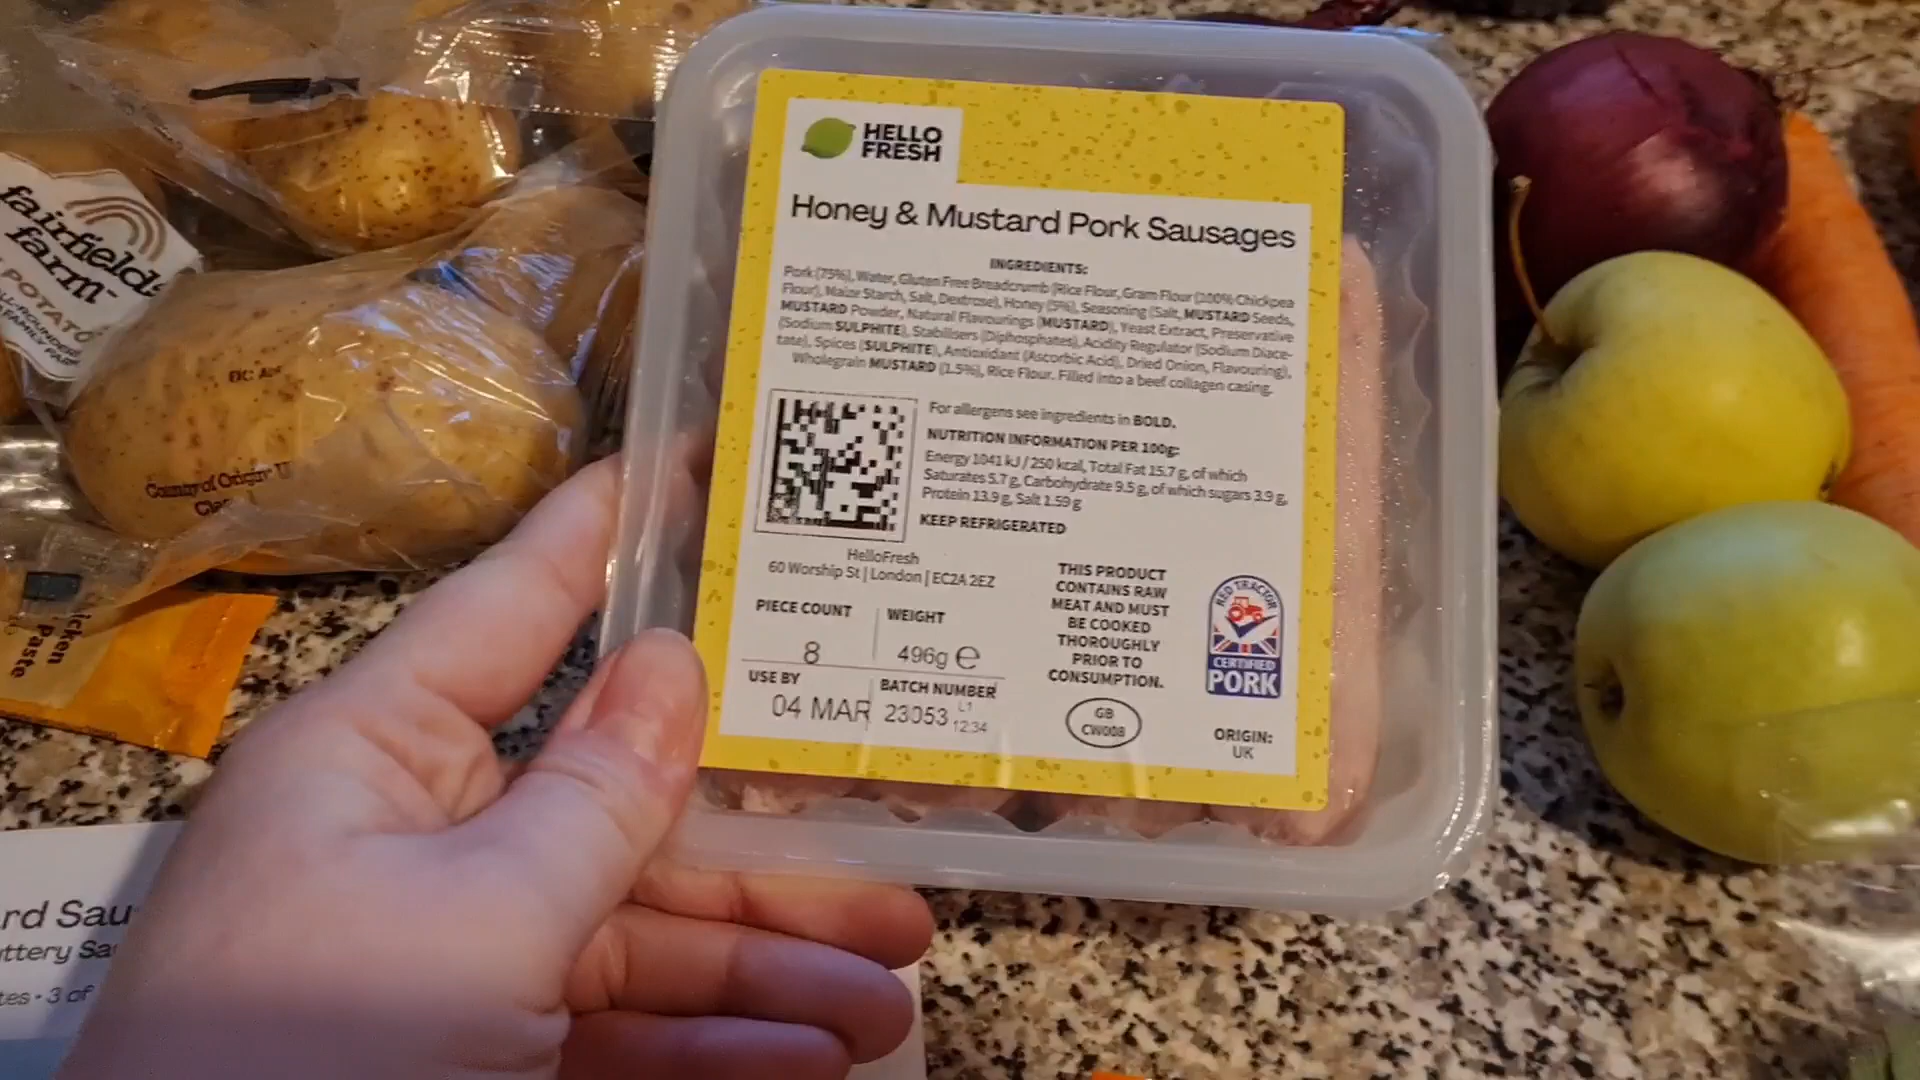 HELLO
FRESH
Honey & Mustard Pork Sausages
INGREDIENTS:
Pork (75%), Water, Gluten Free Breadcrumb (Rice Flour, Gram Flour (100% Chickpea
Flour), Maize Starch, Salt, Dextrose), Honey (5%), Seasoning (Salt, MUSTARD Seeds,
MUSTARD Powder, Natural Flavourings (MUSTARD), Yeast Extract, Preservative
(Sodium SULPHITE), Stabilisers (Diphosphates), Acidity Regulator (Sodium Diace-
tate), Spices (SULPHITE), Antioxidant (Ascorbic Acid), Dried Onion, Flavouring),
Wholegrain MUSTARD (1.5%), Rice Flour. Filled into a beef collagen casing.
For allergens see ingredients in BOLD.
NUTRITION INFORMATION PER 100g:
Energy 1041 kJ / 250 kcal, Total Fat 15.7 g, of which
Saturates 5.7 g, Carbohydrate 9.5 g, of which sugars 3.9 g,
Protein 13.9 g, Salt 1.59 g
KEEP REFRIGERATED
HelloFresh
60 Worship St | London | EC2A 2EZ
PIECE COUNT
8
WEIGHT
496g e
USE BY
04 MAR
BATCH NUMBER
23053 L1 12:34
THIS PRODUCT
CONTAINS RAW
MEAT AND MUST
BE COOKED
THOROUGHLY
PRIOR TO
CONSUMPTION.
GB
CW008
RED TRACTOR
CERTIFIED
PORK
ORIGIN:
UK
fairfields
farm
POTATO
ALL-ROUNDER
FAMILY FARM
County of Origin U
icken
Paste
rd Sau
ttery Sa
tes • 3 of